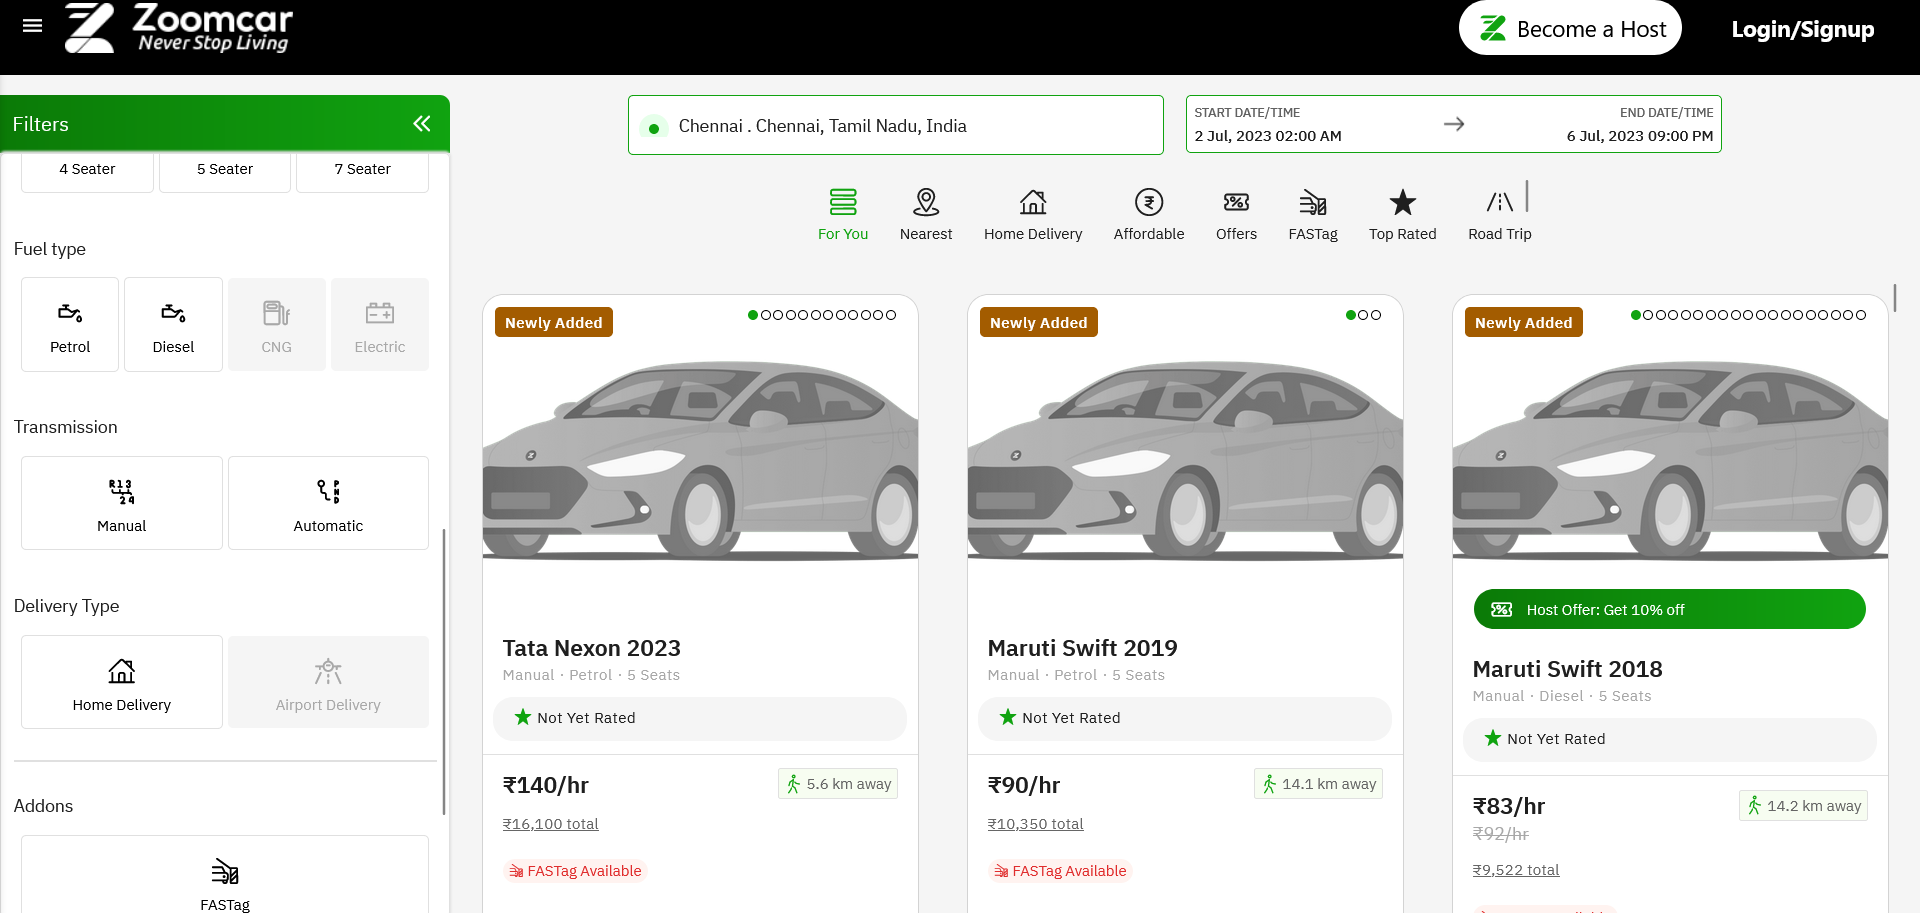 Zoomcar
Never Stop Living
Become a Host
Login/Signup
Filters
4 Seater
5 Seater
7 Seater
Fuel type
Petrol
Diesel
CNG
Electric
Transmission
R 1 3
2 4
Manual
P
N
D
Automatic
Delivery Type
Home Delivery
Airport Delivery
Addons
FASTag
Chennai . Chennai, Tamil Nadu, India
START DATE/TIME
2 Jul, 2023 02:00 AM
END DATE/TIME
6 Jul, 2023 09:00 PM
For You
Nearest
Home Delivery
Affordable
Offers
FASTag
Top Rated
Road Trip
Newly Added
Tata Nexon 2023
Manual · Petrol · 5 Seats
Not Yet Rated
₹140/hr
5.6 km away
₹16,100 total
FASTag Available
Newly Added
Maruti Swift 2019
Manual · Petrol · 5 Seats
Not Yet Rated
₹90/hr
14.1 km away
₹10,350 total
FASTag Available
Newly Added
Host Offer: Get 10% off
Maruti Swift 2018
Manual · Diesel · 5 Seats
Not Yet Rated
₹83/hr
14.2 km away
₹92/hr
₹9,522 total